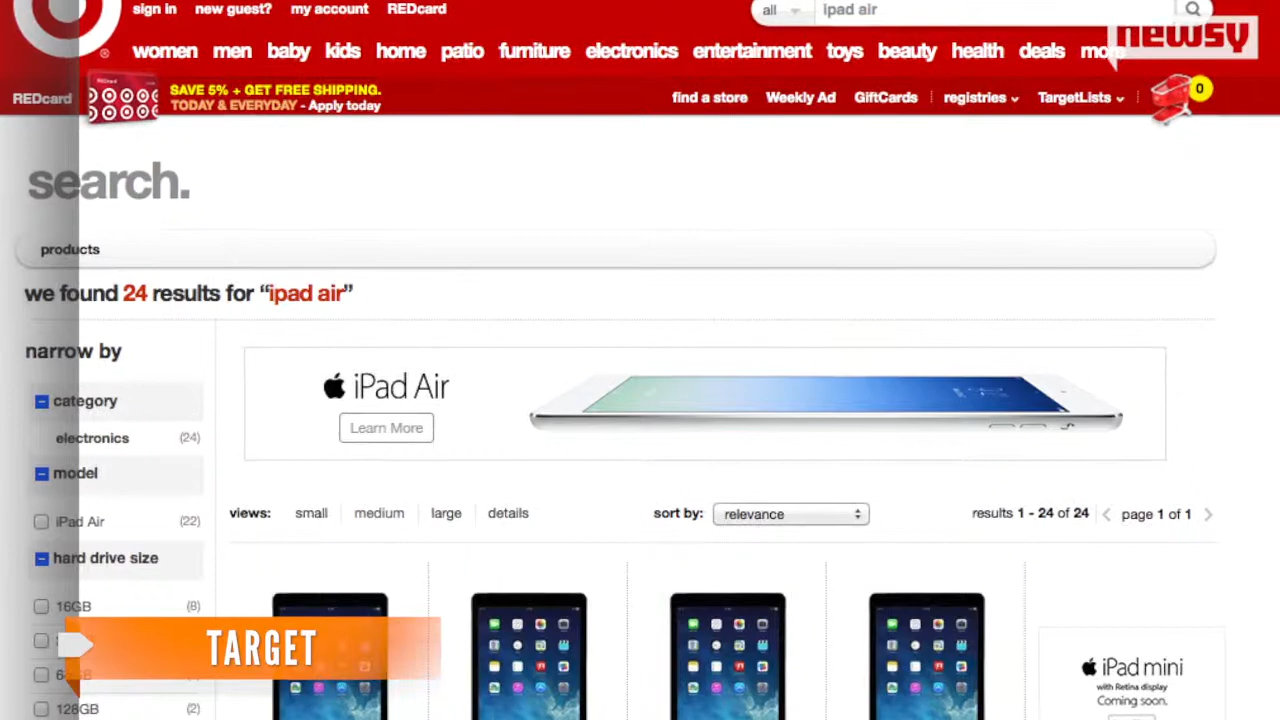 sign in new guest? my account REDcard
all ipad air
newsy
women men baby kids home patio furniture electronics entertainment toys beauty health deals more
REDcard
SAVE 5% + GET FREE SHIPPING.
TODAY & EVERYDAY - Apply today
find a store Weekly Ad GiftCards registries TargetLists 0
search.
products
we found 24 results for “ipad air”
narrow by
category
electronics (24)
model
iPad Air (22)
hard drive size
16GB (8)
128GB (2)
iPad Air
Learn More
views: small medium large details
sort by: relevance
results 1 - 24 of 24 page 1 of 1
iPad mini
with Retina display
Coming soon.
TARGET